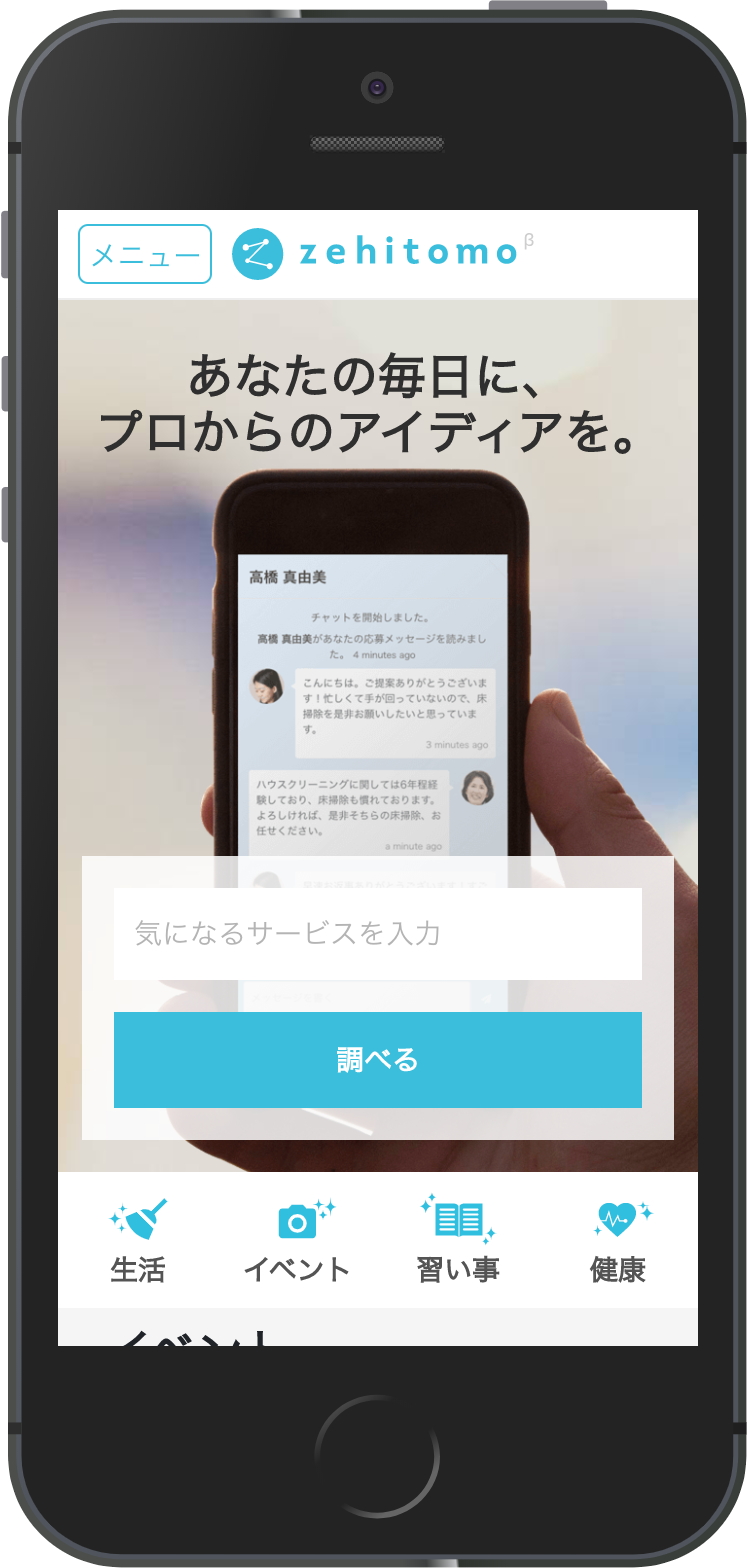 メニュー
zehitomo β
あなたの毎日に、
プロからのアイディアを。
高橋 真由美
チャットを開始しました。
高橋 真由美があなたの応募メッセージを読みまし
た。 4 minutes ago
こんにちは。ご提案ありがとうございま
す！忙しくて手が回っていないので、床
掃除を是非お願いしたいと思っていま
す。
3 minutes ago
ハウスクリーニングに関しては6年程経
験しており、床掃除も慣れております。
よろしければ、是非そちらの床掃除、お
任せください。
a minute ago
気になるサービスを入力
調べる
生活
イベント
習い事
健康
イベント